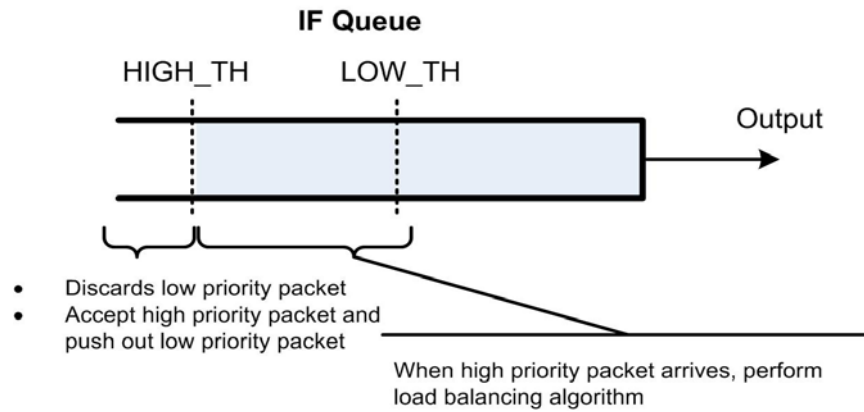 IF Queue
HIGH_TH
LOW_TH
Output
• Discards low priority packet
• Accept high priority packet and
push out low priority packet
When high priority packet arrives, perform
load balancing algorithm